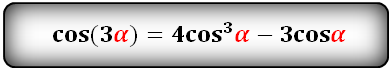 cos(3α) = 4cos³α − 3cosα